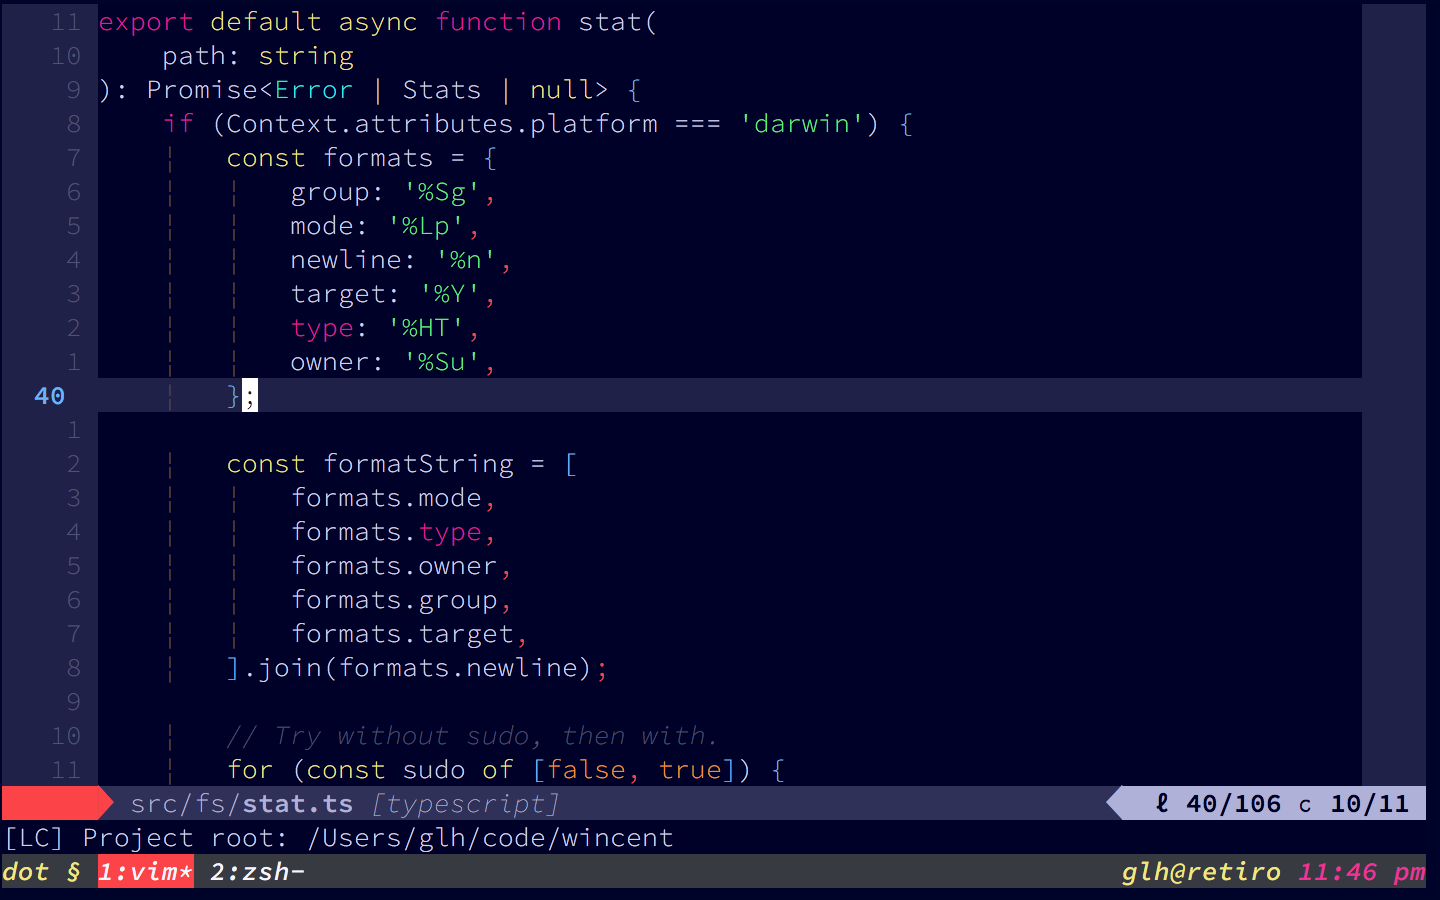 11 export default async function stat(
10     path: string
9 ): Promise<Error | Stats | null> {
8     if (Context.attributes.platform === 'darwin') {
7         const formats = {
6             group: '%Sg',
5             mode: '%Lp',
4             newline: '%n',
3             target: '%Y',
2             type: '%HT',
1             owner: '%Su',
40         };
1
2         const formatString = [
3             formats.mode,
4             formats.type,
5             formats.owner,
6             formats.group,
7             formats.target,
8         ].join(formats.newline);
9
10         // Try without sudo, then with.
11         for (const sudo of [false, true]) {
src/fs/stat.ts [typescript] ℓ 40/106 c 10/11
[LC] Project root: /Users/glh/code/wincent
dot § 1:vim* 2:zsh- glh@retiro 11:46 pm